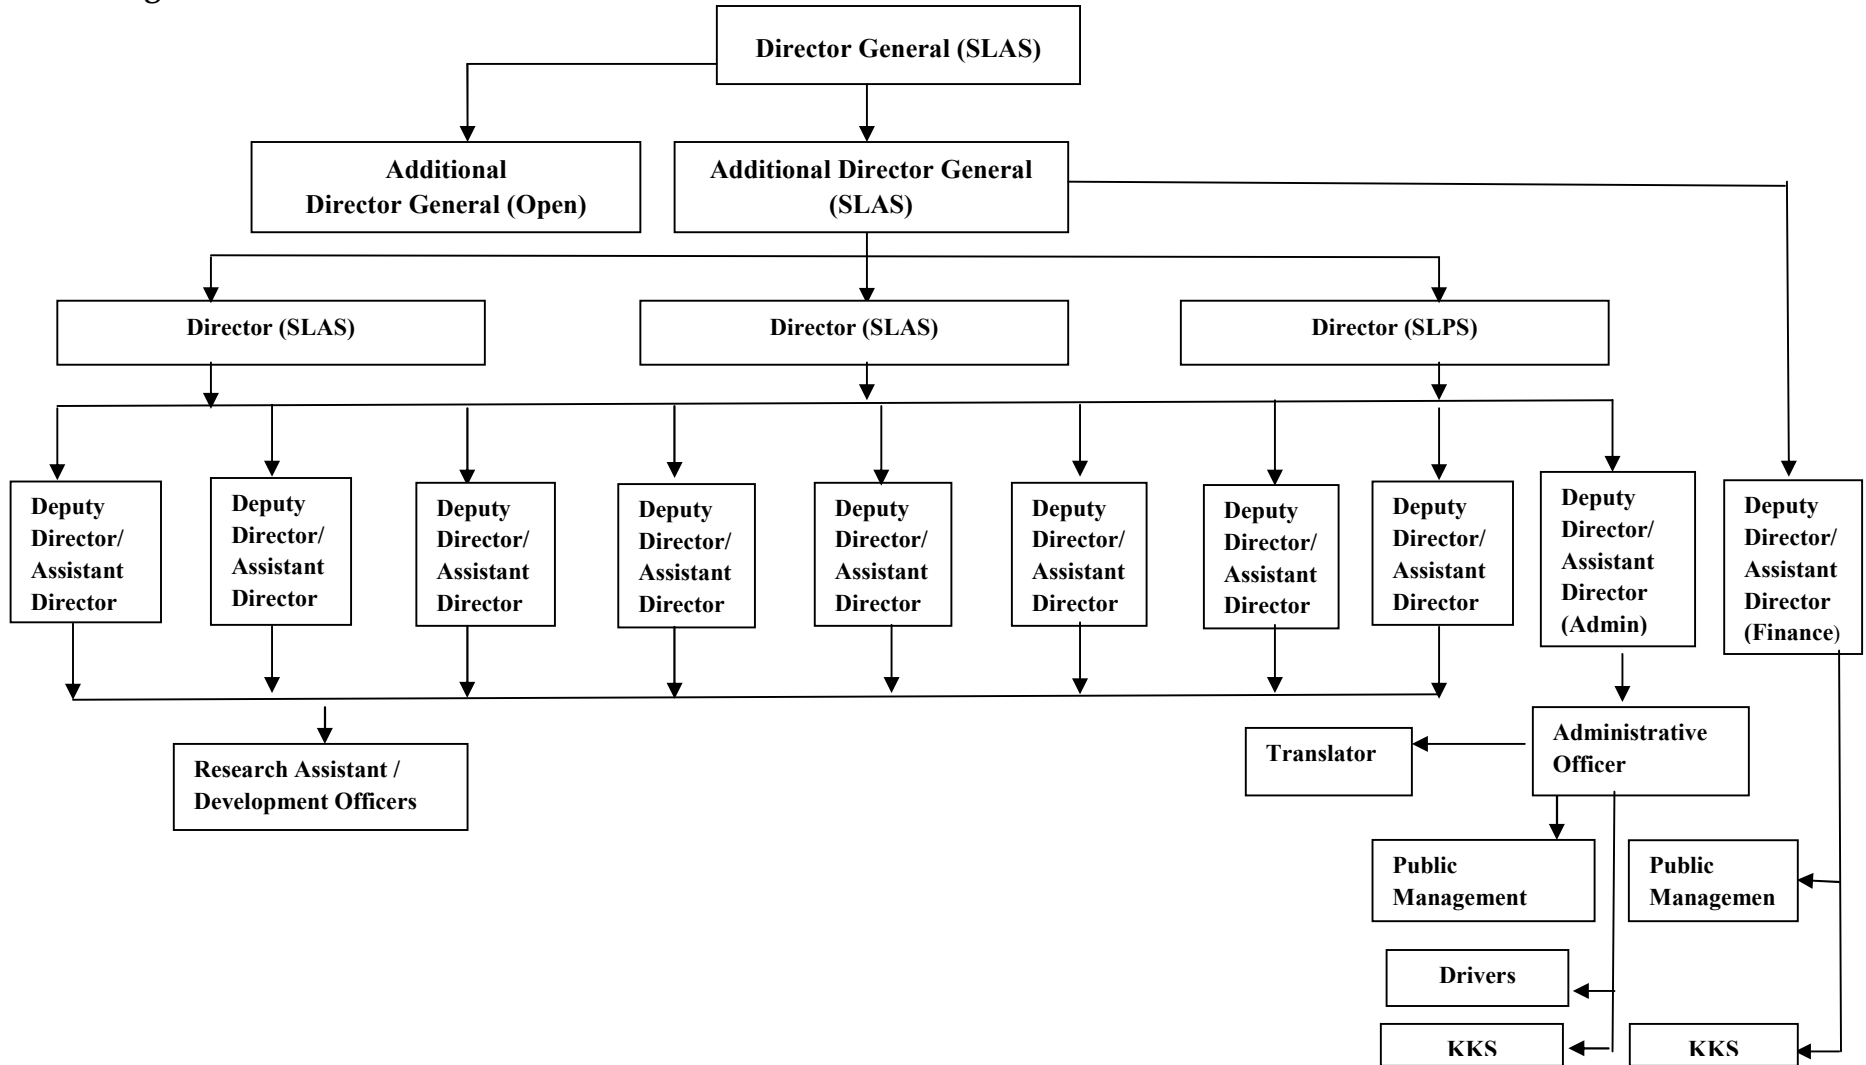 Director General (SLAS)
Additional
Director General (Open)
Additional Director General
(SLAS)
Director (SLAS)
Director (SLAS)
Director (SLPS)
Deputy
Director/
Assistant
Director
Deputy
Director/
Assistant
Director
Deputy
Director/
Assistant
Director
Deputy
Director/
Assistant
Director
Deputy
Director/
Assistant
Director
Deputy
Director/
Assistant
Director
Deputy
Director/
Assistant
Director
Deputy
Director/
Assistant
Director
Deputy
Director/
Assistant
Director
(Admin)
Deputy
Director/
Assistant
Director
(Finance)
Research Assistant /
Development Officers
Translator
Administrative
Officer
Public
Management
Public
Managemen
Drivers
KKS
KKS